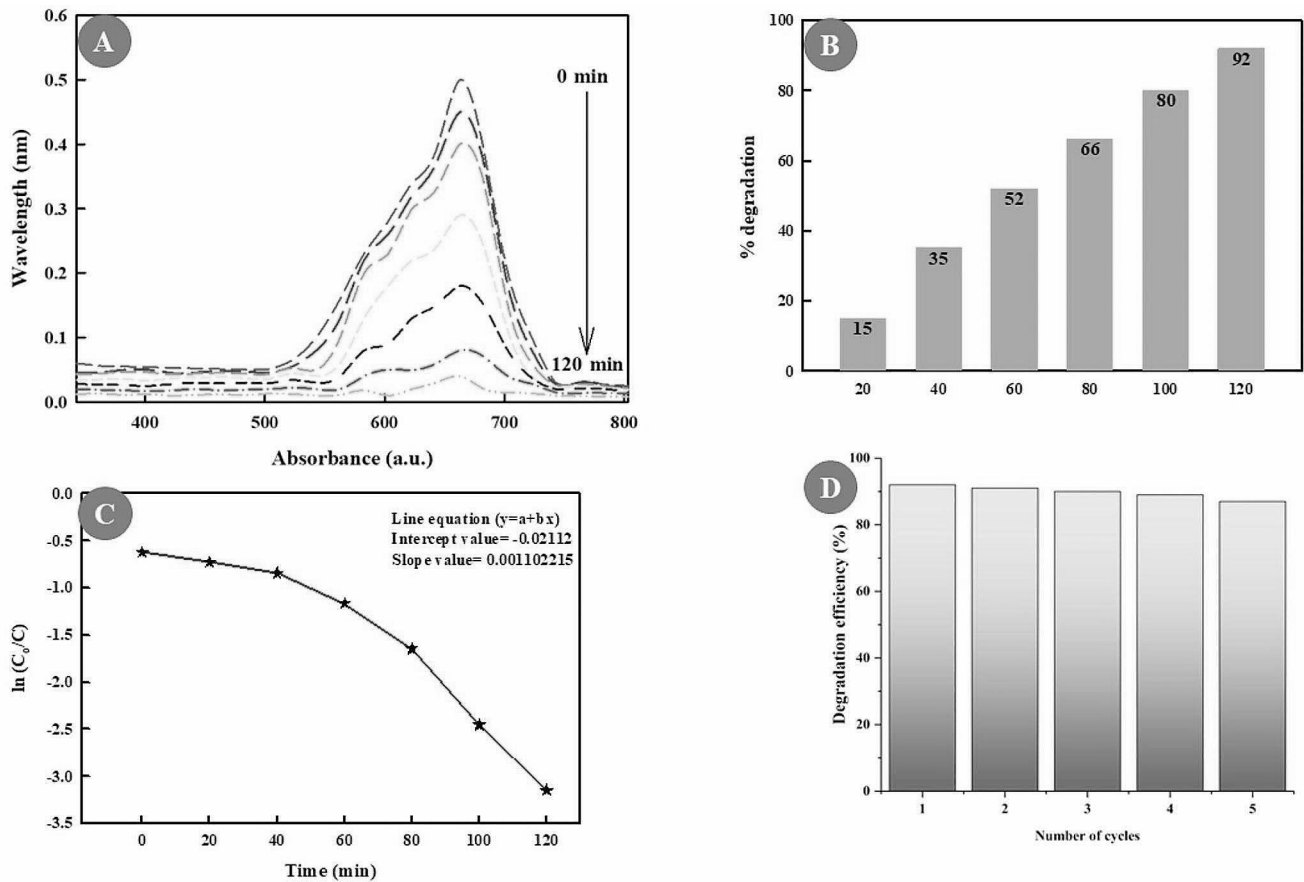 A
0.6
0.5
0.4
0.3
0.2
0.1
0.0
Wavelength (nm)
0 min
120 min
400 500 600 700 800
Absorbance (a.u.)
B
100
80
60
40
20
0
% degradation
15 35 52 66 80 92
20 40 60 80 100 120
C
0.0
-0.5
-1.0
-1.5
-2.0
-2.5
-3.0
-3.5
ln (C₀/C)
Line equation (y=a+bx)
Intercept value= -0.02112
Slope value= 0.001102215
0 20 40 60 80 100 120
Time (min)
D
100
80
60
40
20
0
Degradation efficiency (%)
1 2 3 4 5
Number of cycles